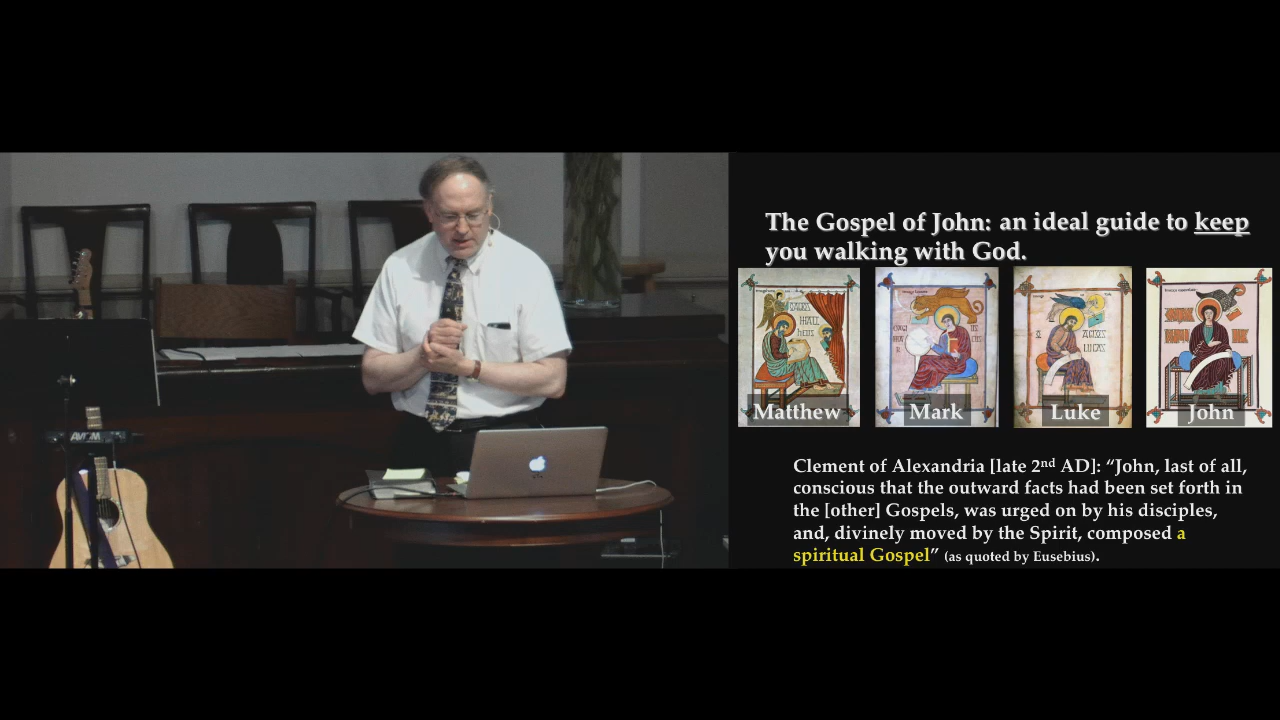 The Gospel of John: an ideal guide to keep
you walking with God.
Matthew
Mark
Luke
John
Clement of Alexandria [late 2nd AD]: “John, last of all,
conscious that the outward facts had been set forth in
the [other] Gospels, was urged on by his disciples,
and, divinely moved by the Spirit, composed a
spiritual Gospel” (as quoted by Eusebius).